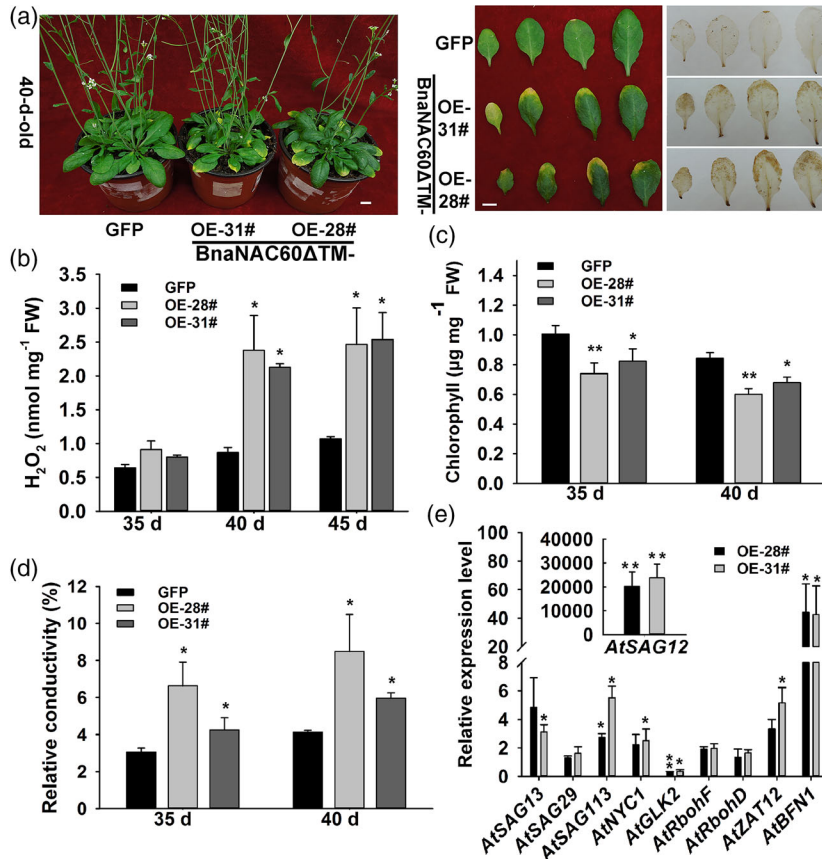 (a)
40-d-old
GFP
OE-31#
OE-28#
BnaNAC60ΔTM-
GFP
OE-31#
OE-28#
BnaNAC60ΔTM-
(b)
H2O2 (nmol mg-1 FW)
3.5
3.0
2.5
2.0
1.5
1.0
0.5
0.0
GFP
OE-28#
OE-31#
*
*
*
*
35 d
40 d
45 d
(c)
Chlorophyll (µg mg-1 FW)
1.4
1.2
1.0
0.8
0.6
0.4
0.2
0.0
GFP
OE-28#
OE-31#
**
*
**
*
35 d
40 d
(d)
Relative conductivity (%)
12
10
8
6
4
2
0
GFP
OE-28#
OE-31#
*
*
*
*
35 d
40 d
(e)
Relative expression level
100
80
60
40
20
8
6
4
2
0
40000
30000
20000
10000
0
**
**
AtSAG12
OE-28#
OE-31#
*
*
*
*
**
*
*
*
*
AtSAG13
AtSAG29
AtSAG113
AtNYC1
AtGLK2
AtRbohF
AtRbohD
AtZAT12
AtBFN1